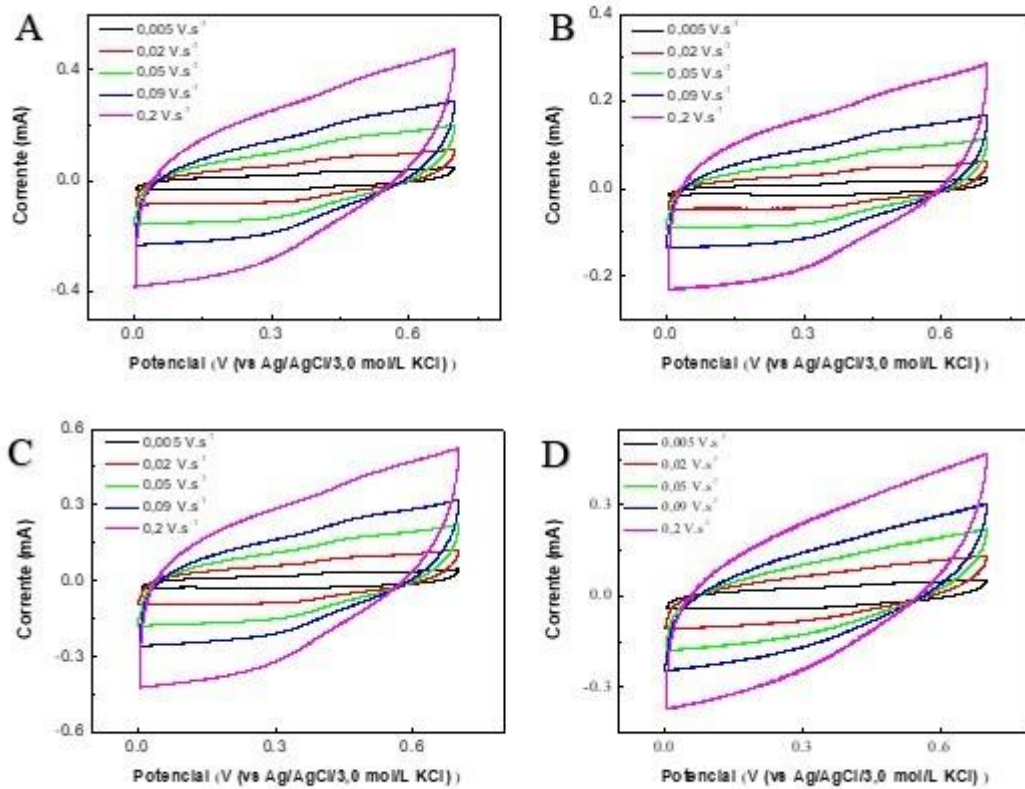 A
0,005 V.s⁻¹
0,02 V.s⁻¹
0,05 V.s⁻¹
0,09 V.s⁻¹
0,2 V.s⁻¹
0.4
0.0
-0.4
Corrente (mA)
0.0 0.3 0.6
Potencial (V (vs Ag/AgCl/3,0 mol/L KCl) )
B
0,005 V.s⁻¹
0,02 V.s⁻¹
0,05 V.s⁻¹
0,09 V.s⁻¹
0,2 V.s⁻¹
0.4
0.2
0.0
-0.2
Corrente (mA)
0.0 0.3 0.6
Potencial (V (vs Ag/AgCl/3,0 mol/L KCl) )
C
0,005 V.s⁻¹
0,02 V.s⁻¹
0,05 V.s⁻¹
0,09 V.s⁻¹
0,2 V.s⁻¹
0.6
0.3
0.0
-0.3
-0.6
Corrente (mA)
0.0 0.3 0.6
Potencial (V (vs Ag/AgCl/3,0 mol/L KCl) )
D
0,005 V.s⁻¹
0,02 V.s⁻¹
0,05 V.s⁻¹
0,09 V.s⁻¹
0,2 V.s⁻¹
0.3
0.0
-0.3
Corrente (mA)
0.0 0.3 0.6
Potencial (V (vs Ag/AgCl/3,0 mol/L KCl) )